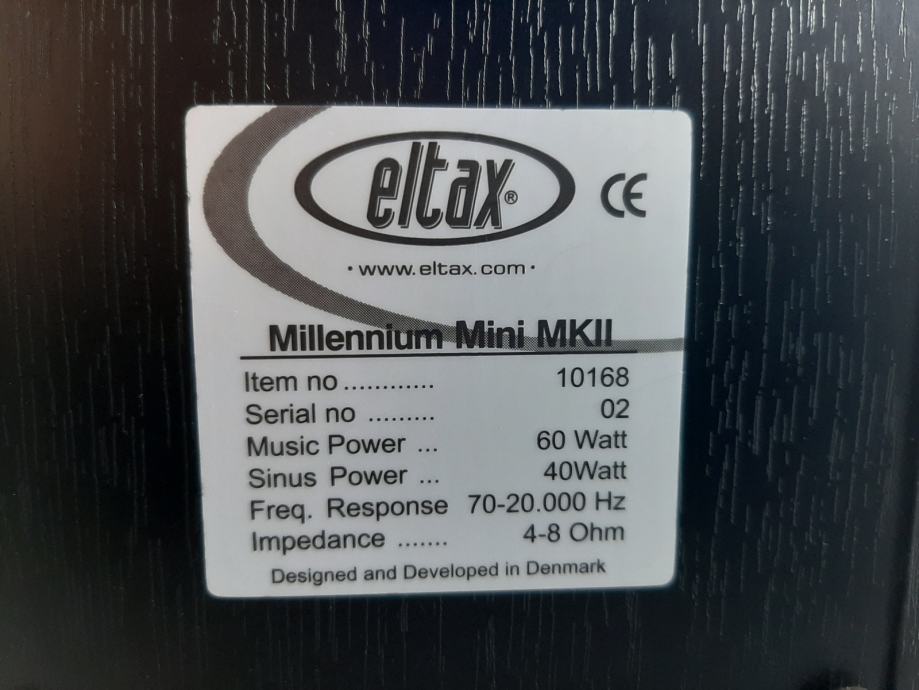 eltax®
CE
• www.eltax.com •
Millennium Mini MKII
Item no ............ 10168
Serial no ......... 02
Music Power ... 60 Watt
Sinus Power ... 40Watt
Freq. Response 70-20.000 Hz
Impedance ....... 4-8 Ohm
Designed and Developed in Denmark